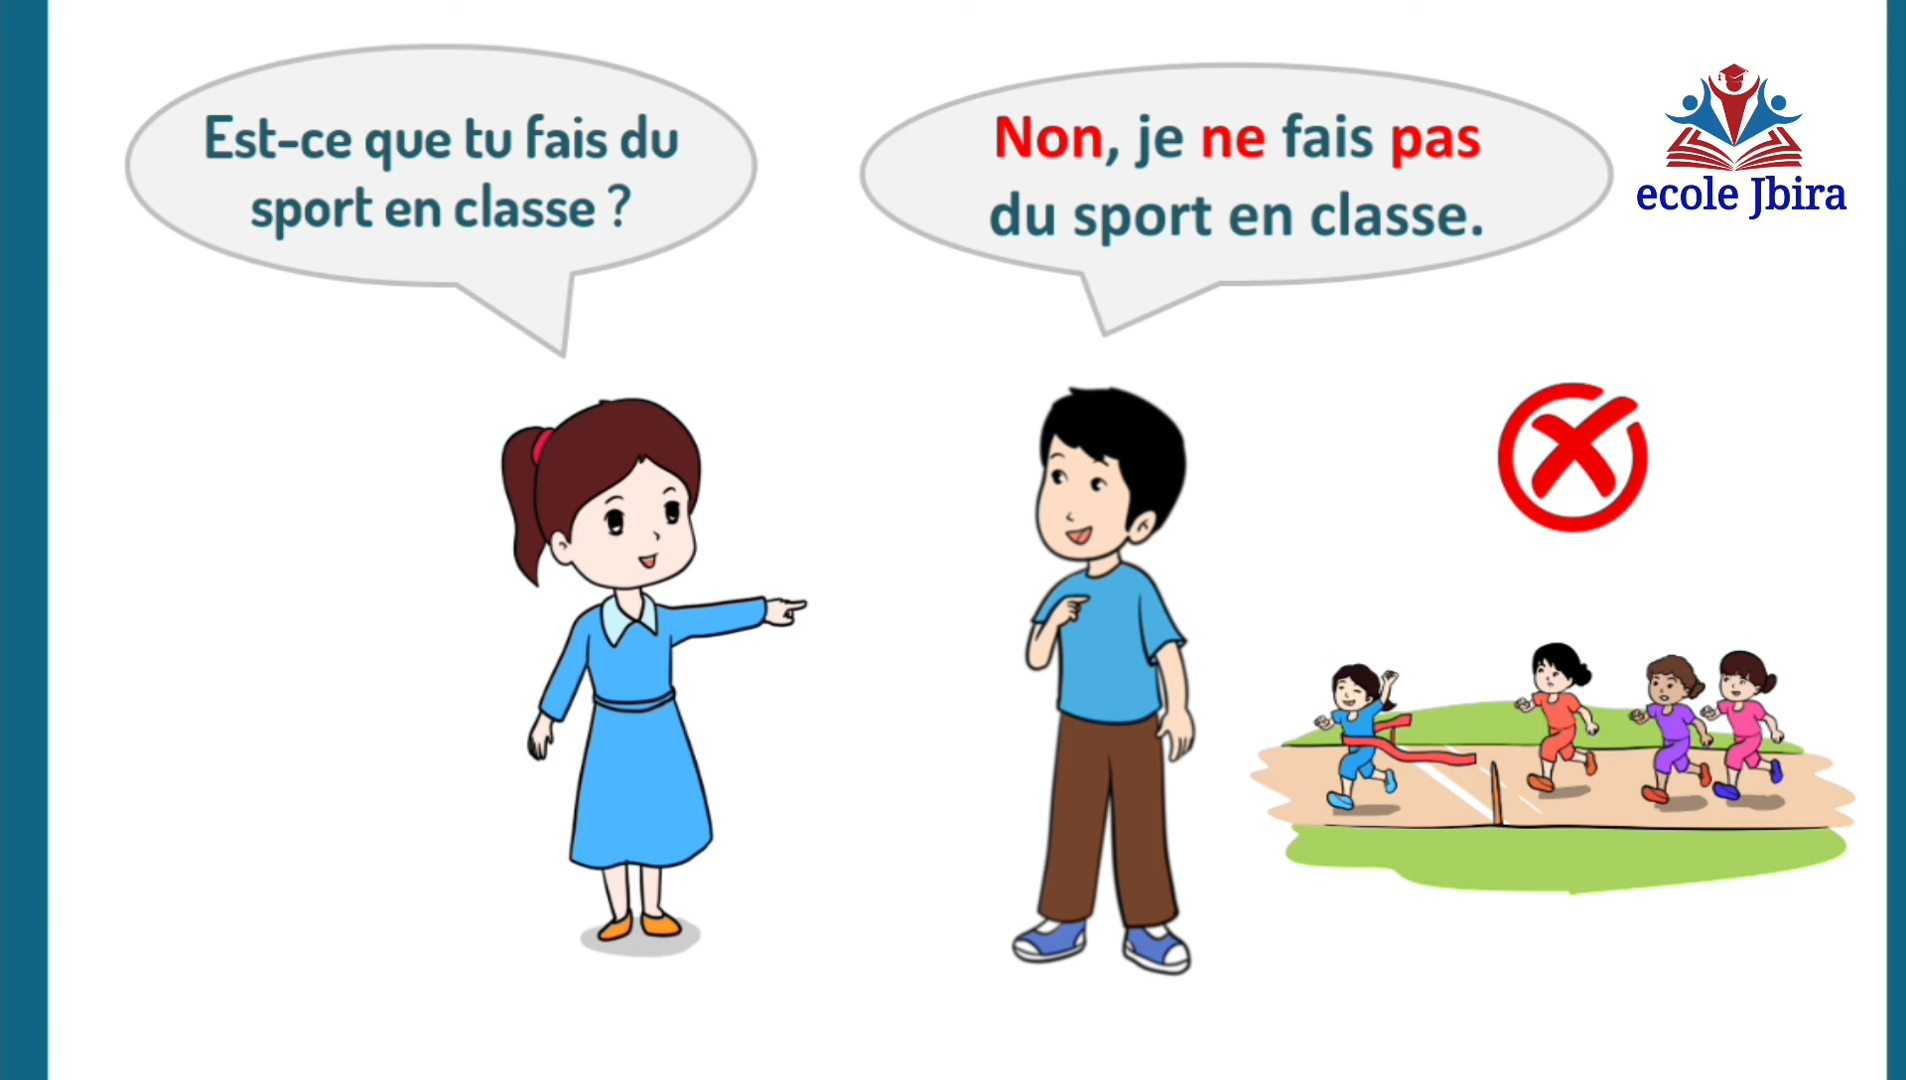 Est-ce que tu fais du
sport en classe ?
Non, je ne fais pas
du sport en classe.
ecole Jbira